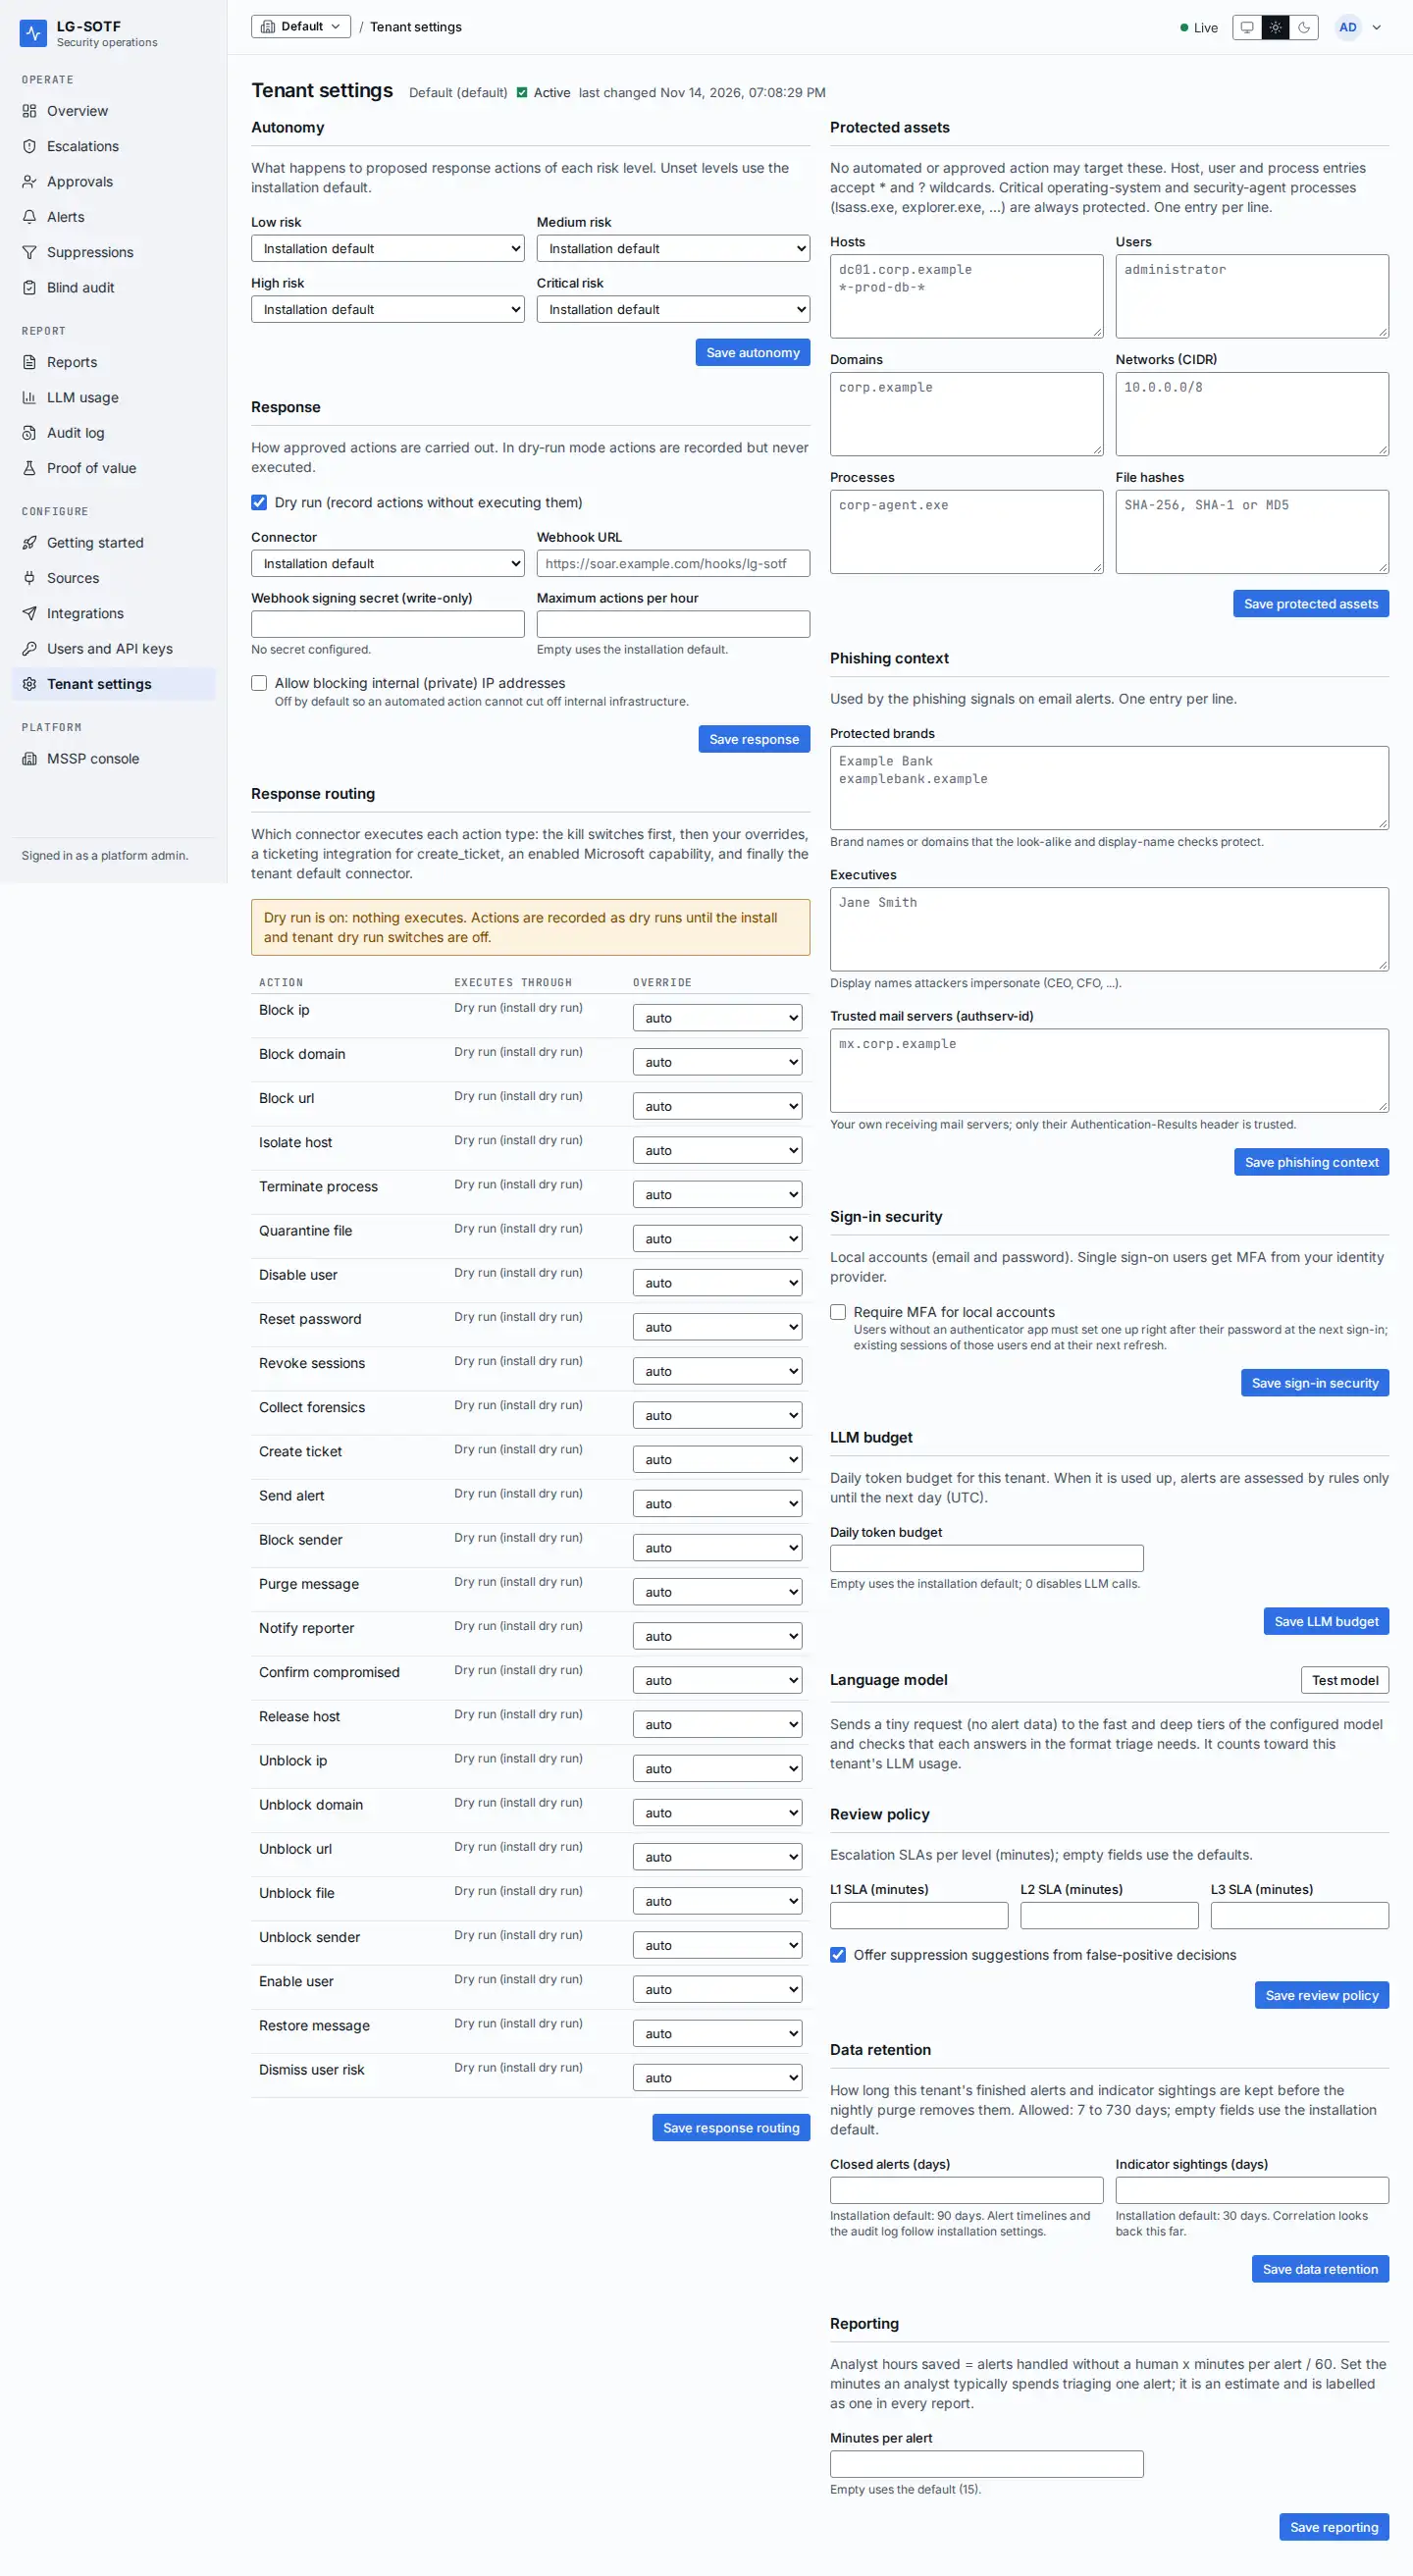 LG-SOTF
Security operations
OPERATE
Overview
Escalations
Approvals
Alerts
Suppressions
Blind audit
REPORT
Reports
LLM usage
Audit log
Proof of value
CONFIGURE
Getting started
Sources
Integrations
Users and API keys
Tenant settings
PLATFORM
MSSP console
Signed in as a platform admin.
Default / Tenant settings
Live
AD
Tenant settings Default (default) Active last changed Nov 14, 2026, 07:08:29 PM
Autonomy
What happens to proposed response actions of each risk level. Unset levels use the
installation default.
Low risk Medium risk
Installation default Installation default
High risk Critical risk
Installation default Installation default
Save autonomy
Response
How approved actions are carried out. In dry-run mode actions are recorded but never
executed.
Dry run (record actions without executing them)
Connector Webhook URL
Installation default https://soar.example.com/hooks/lg-sotf
Webhook signing secret (write-only) Maximum actions per hour
No secret configured. Empty uses the installation default.
Allow blocking internal (private) IP addresses
Off by default so an automated action cannot cut off internal infrastructure.
Save response
Response routing
Which connector executes each action type: the kill switches first, then your overrides,
a ticketing integration for create_ticket, an enabled Microsoft capability, and finally the
tenant default connector.
Dry run is on: nothing executes. Actions are recorded as dry runs until the install
and tenant dry run switches are off.
ACTION EXECUTES THROUGH OVERRIDE
Block ip Dry run (install dry run) auto
Block domain Dry run (install dry run) auto
Block url Dry run (install dry run) auto
Isolate host Dry run (install dry run) auto
Terminate process Dry run (install dry run) auto
Quarantine file Dry run (install dry run) auto
Disable user Dry run (install dry run) auto
Reset password Dry run (install dry run) auto
Revoke sessions Dry run (install dry run) auto
Collect forensics Dry run (install dry run) auto
Create ticket Dry run (install dry run) auto
Send alert Dry run (install dry run) auto
Block sender Dry run (install dry run) auto
Purge message Dry run (install dry run) auto
Notify reporter Dry run (install dry run) auto
Confirm compromised Dry run (install dry run) auto
Release host Dry run (install dry run) auto
Unblock ip Dry run (install dry run) auto
Unblock domain Dry run (install dry run) auto
Unblock url Dry run (install dry run) auto
Unblock file Dry run (install dry run) auto
Unblock sender Dry run (install dry run) auto
Enable user Dry run (install dry run) auto
Restore message Dry run (install dry run) auto
Dismiss user risk Dry run (install dry run) auto
Save response routing
Protected assets
No automated or approved action may target these. Host, user and process entries
accept * and ? wildcards. Critical operating-system and security-agent processes
(lsass.exe, explorer.exe, ...) are always protected. One entry per line.
Hosts Users
dc01.corp.example administrator
*-prod-db-*
Domains Networks (CIDR)
corp.example 10.0.0.0/8
Processes File hashes
corp-agent.exe SHA-256, SHA-1 or MD5
Save protected assets
Phishing context
Used by the phishing signals on email alerts. One entry per line.
Protected brands
Example Bank
examplebank.example
Brand names or domains that the look-alike and display-name checks protect.
Executives
Jane Smith
Display names attackers impersonate (CEO, CFO, ...).
Trusted mail servers (authserv-id)
mx.corp.example
Your own receiving mail servers; only their Authentication-Results header is trusted.
Save phishing context
Sign-in security
Local accounts (email and password). Single sign-on users get MFA from your identity
provider.
Require MFA for local accounts
Users without an authenticator app must set one up right after their password at the next sign-in;
existing sessions of those users end at their next refresh.
Save sign-in security
LLM budget
Daily token budget for this tenant. When it is used up, alerts are assessed by rules only
until the next day (UTC).
Daily token budget
Empty uses the installation default; 0 disables LLM calls.
Save LLM budget
Language model Test model
Sends a tiny request (no alert data) to the fast and deep tiers of the configured model
and checks that each answers in the format triage needs. It counts toward this
tenant's LLM usage.
Review policy
Escalation SLAs per level (minutes); empty fields use the defaults.
L1 SLA (minutes) L2 SLA (minutes) L3 SLA (minutes)
Offer suppression suggestions from false-positive decisions
Save review policy
Data retention
How long this tenant's finished alerts and indicator sightings are kept before the
nightly purge removes them. Allowed: 7 to 730 days; empty fields use the installation
default.
Closed alerts (days) Indicator sightings (days)
Installation default: 90 days. Alert timelines and Installation default: 30 days. Correlation looks
the audit log follow installation settings. back this far.
Save data retention
Reporting
Analyst hours saved = alerts handled without a human x minutes per alert / 60. Set the
minutes an analyst typically spends triaging one alert; it is an estimate and is labelled
as one in every report.
Minutes per alert
Empty uses the default (15).
Save reporting